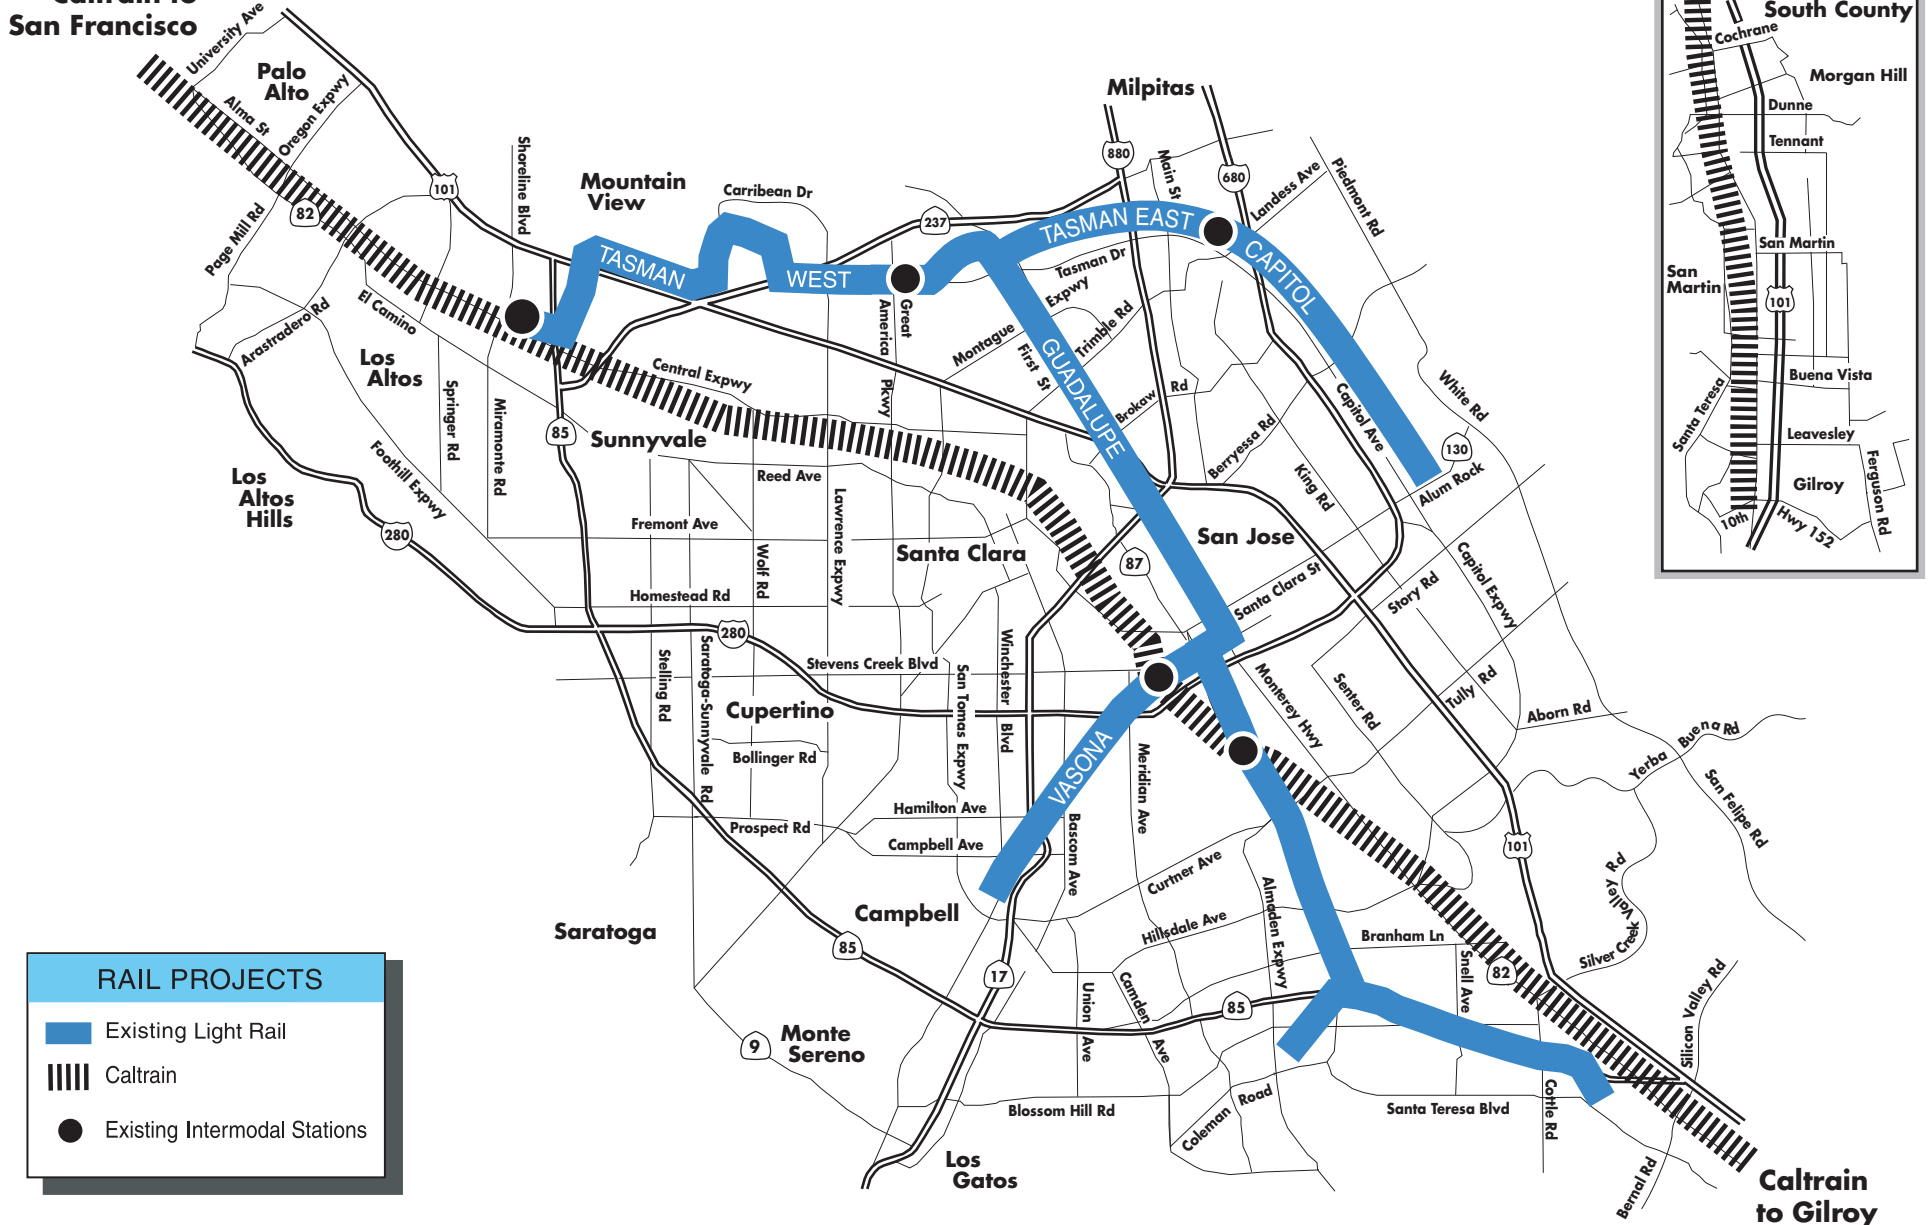 Caltrain to
San Francisco
University Ave
Palo
Alto
Alma St
Oregon Expwy
82
101
Page Mill Rd
Shoreline Blvd
Mountain
View
Carribean Dr
237
Milpitas
880
Main St
680
Landess Ave
Piedmont Rd
TASMAN
WEST
TASMAN EAST
CAPITOL
Tasman Dr
Great
America
Pkwy
Montague
Expwy
Trimble Rd
First St
GUADALUPE
Arastradero Rd
El Camino
Los
Altos
Springer Rd
Miramonte Rd
Central Expwy
85
Sunnyvale
Brokaw
Rd
Berryessa Rd
Capitol Ave
King Rd
White Rd
130
Alum Rock
Foothill Expwy
Los
Altos
Hills
280
Reed Ave
Lawrence Expwy
Fremont Ave
Wolf Rd
Santa Clara
San Jose
87
Homestead Rd
280
Santa Clara St
Story Rd
Capitol Expwy
Stelling Rd
Saratoga-Sunnyvale Rd
Stevens Creek Blvd
San Tomas Expwy
Winchester Blvd
Cupertino
Bollinger Rd
Monterey Hwy
Senter Rd
Tully Rd
Aborn Rd
Yerba Buena Rd
San Felipe Rd
VASONA
Meridian Ave
Hamilton Ave
Prospect Rd
Campbell Ave
Bascom Ave
101
Curtner Ave
Almaden Expwy
Silver Creek Valley Rd
Campbell
Saratoga
Hillsdale Ave
Branham Ln
Snell Ave
82
85
17
Union Ave
Camden Ave
85
Silicon Valley Rd
9
Monte
Sereno
Blossom Hill Rd
Coleman Road
Santa Teresa Blvd
Cottle Rd
Bernal Rd
Los
Gatos
Caltrain
to Gilroy
RAIL PROJECTS
Existing Light Rail
Caltrain
Existing Intermodal Stations
South County
Cochrane
Morgan Hill
Dunne
Tennant
San Martin
San
Martin
101
Buena Vista
Santa Teresa
Leavesley
Gilroy
Ferguson Rd
10th
Hwy 152